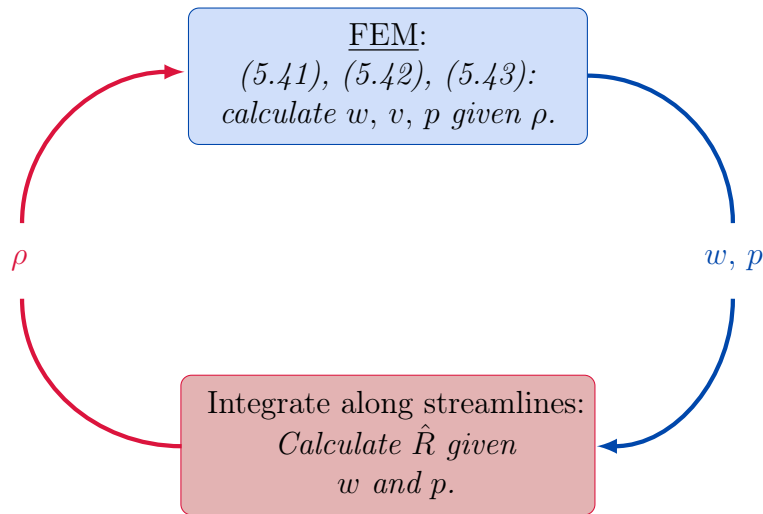 FEM:
(5.41), (5.42), (5.43):
calculate w, v, p given ρ.
ρ
w, p
Integrate along streamlines:
Calculate R̂ given
w and p.